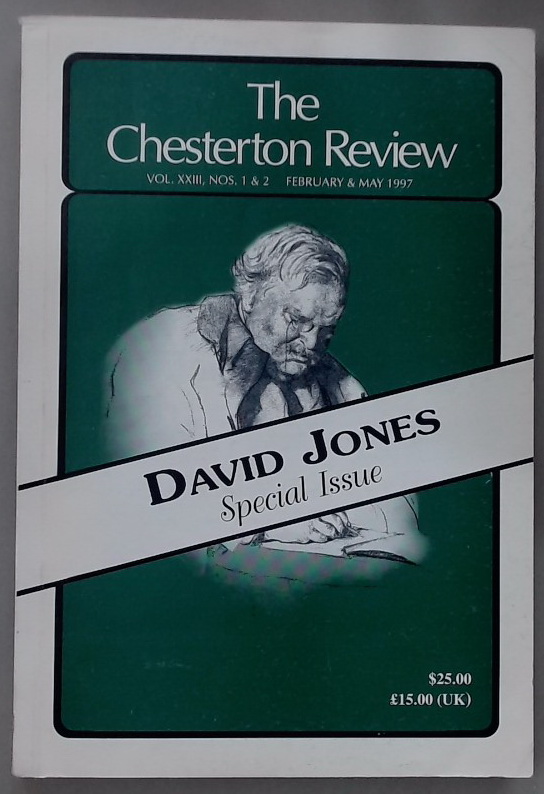 The
Chesterton Review
VOL. XXIII, NOS. 1 & 2 FEBRUARY & MAY 1997
DAVID JONES
Special Issue
$25.00
£15.00 (UK)